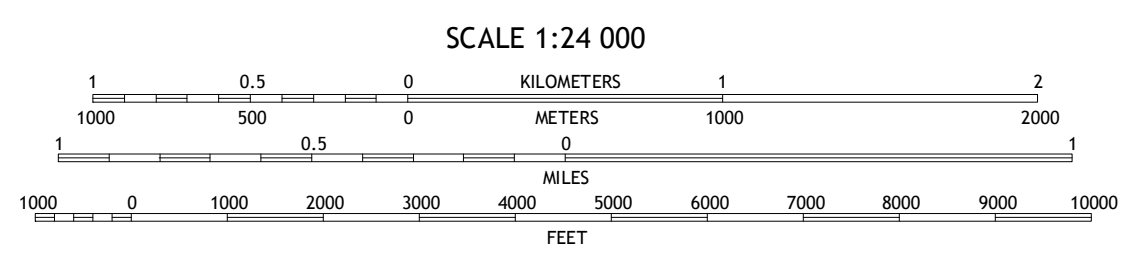 SCALE 1:24 000
1 0.5 0 KILOMETERS 1 2
1000 500 0 METERS 1000 2000
1 0.5 0 1
MILES
1000 0 1000 2000 3000 4000 5000 6000 7000 8000 9000 10000
FEET